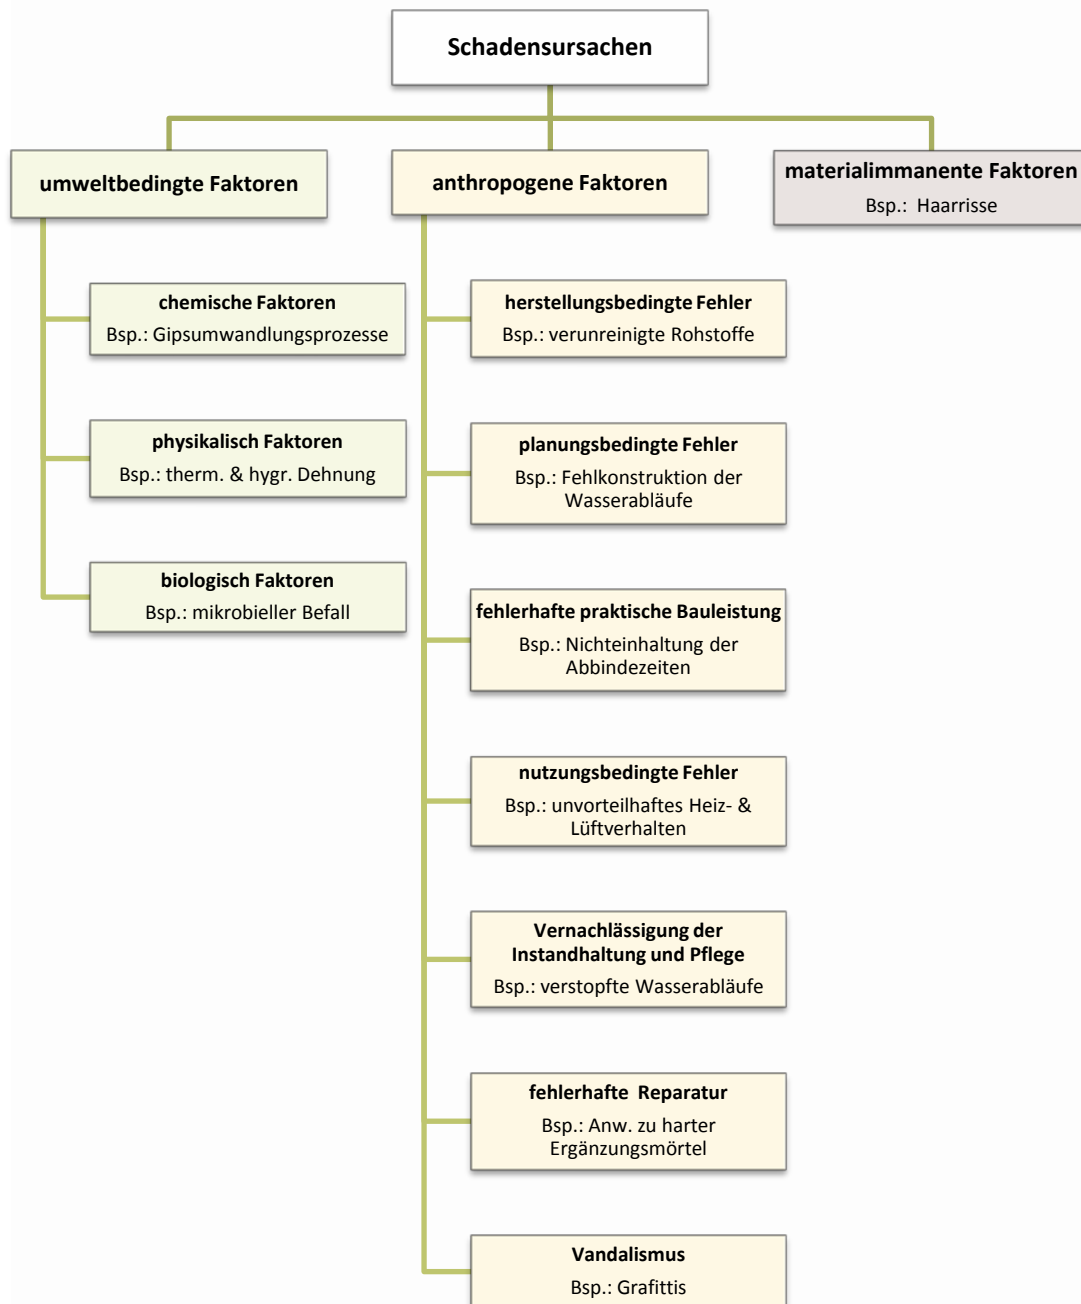 Schadensursachen
umweltbedingte Faktoren
chemische Faktoren
Bsp.: Gipsumwandlungsprozesse
physikalisch Faktoren
Bsp.: therm. & hygr. Dehnung
biologisch Faktoren
Bsp.: mikrobieller Befall
anthropogene Faktoren
herstellungsbedingte Fehler
Bsp.: verunreinigte Rohstoffe
planungsbedingte Fehler
Bsp.: Fehlkonstruktion der
Wasserabläufe
fehlerhafte praktische Bauleistung
Bsp.: Nichteinhaltung der
Abbindezeiten
nutzungsbedingte Fehler
Bsp.: unvorteilhaftes Heiz- &
Lüftverhalten
Vernachlässigung der
Instandhaltung und Pflege
Bsp.: verstopfte Wasserabläufe
fehlerhafte Reparatur
Bsp.: Anw. zu harter
Ergänzungsmörtel
Vandalismus
Bsp.: Grafittis
materialimmanente Faktoren
Bsp.: Haarrisse